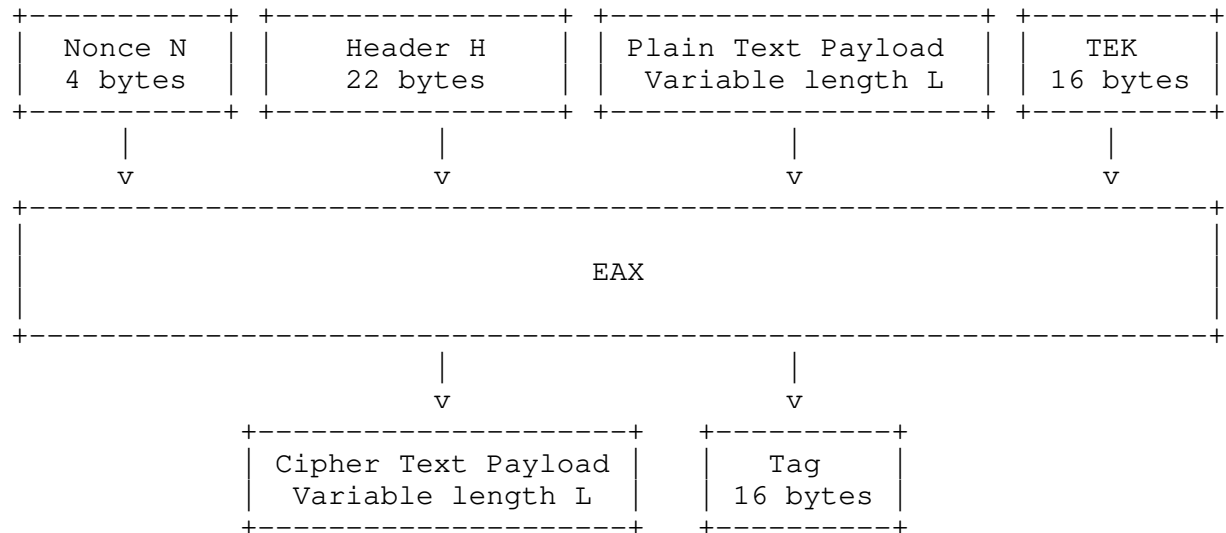 Nonce N Header H Plain Text Payload TEK
4 bytes 22 bytes Variable length L 16 bytes
v v v v
EAX
v v
Cipher Text Payload Tag
Variable length L 16 bytes